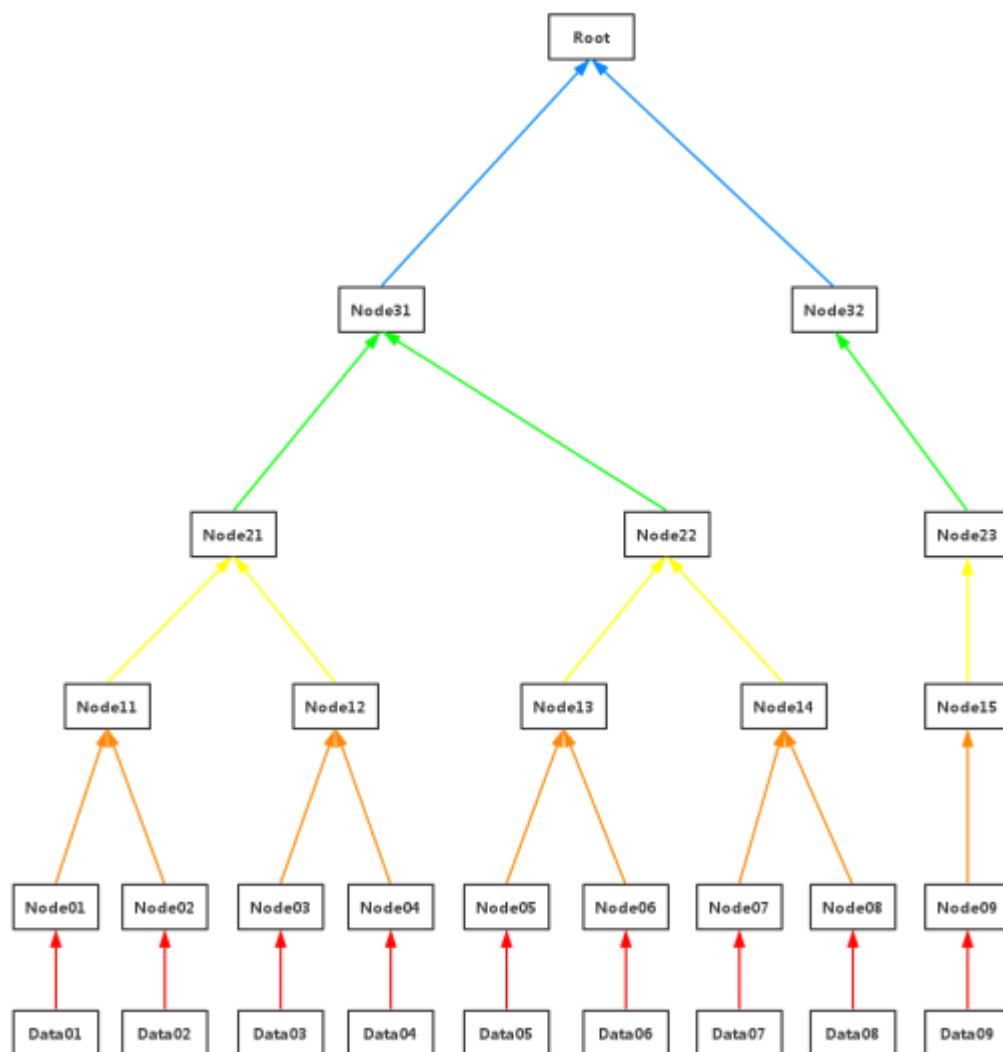 Root
Node31
Node32
Node21
Node22
Node23
Node11
Node12
Node13
Node14
Node15
Node01
Node02
Node03
Node04
Node05
Node06
Node07
Node08
Node09
Data01
Data02
Data03
Data04
Data05
Data06
Data07
Data08
Data09